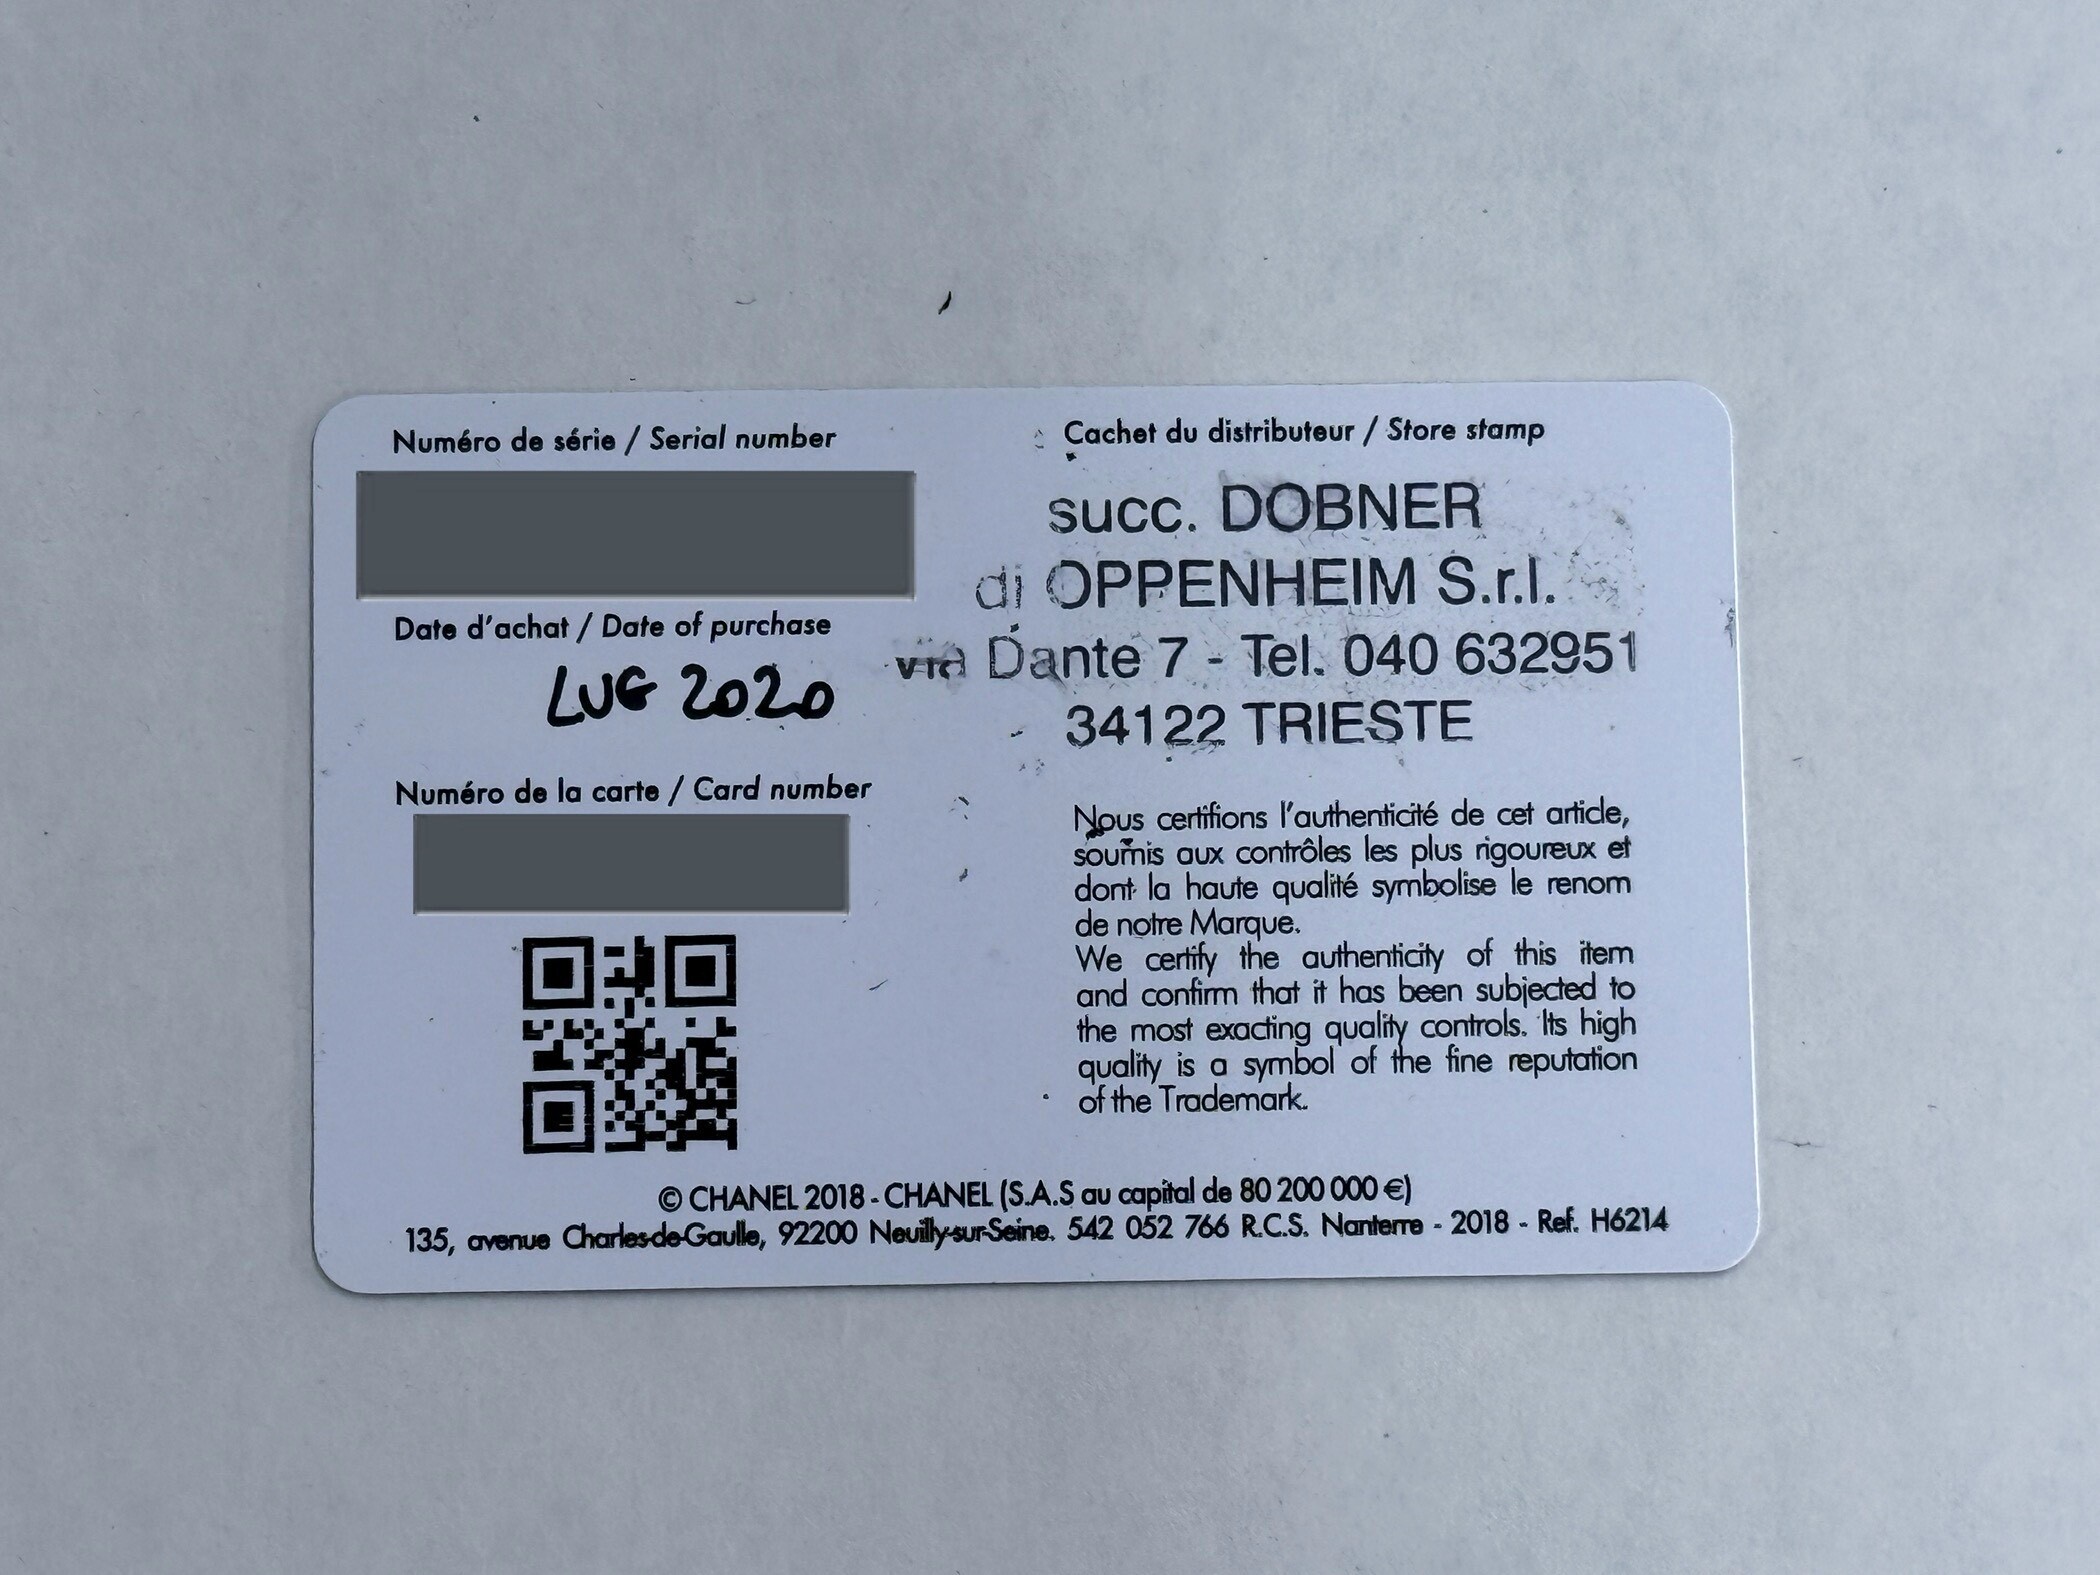 Numéro de série / Serial number
Date d'achat / Date of purchase
LUG 2020
Numéro de la carte / Card number
Cachet du distributeur / Store stamp
succ. DOBNER
di OPPENHEIM S.r.l.
via Dante 7 - Tel. 040 632951
34122 TRIESTE
Nous certifions l'authenticité de cet article,
soumis aux contrôles les plus rigoureux et
dont la haute qualité symbolise le renom
de notre Marque.
We certify the authenticity of this item
and confirm that it has been subjected to
the most exacting quality controls. Its high
quality is a symbol of the fine reputation
of the Trademark.
© CHANEL 2018 - CHANEL (S.A.S au capital de 80 200 000 €)
135, avenue Charles-de-Gaulle, 92200 Neuilly-sur-Seine. 542 052 766 R.C.S. Nanterre - 2018 - Ref. H6214